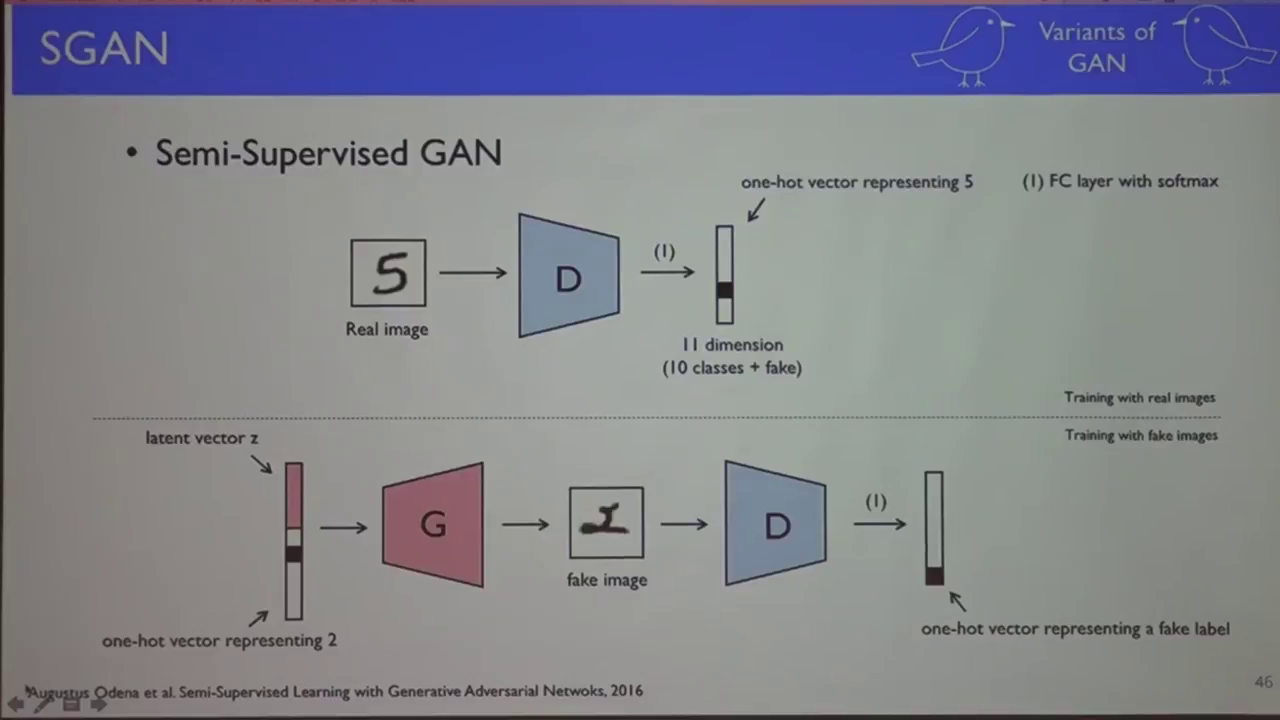 SGAN
Variants of
GAN
• Semi-Supervised GAN
one-hot vector representing 5
(1) FC layer with softmax
5
Real image
D
(1)
11 dimension
(10 classes + fake)
Training with real images
Training with fake images
latent vector z
G
fake image
D
(1)
one-hot vector representing 2
one-hot vector representing a fake label
Augustus Odena et al. Semi-Supervised Learning with Generative Adversarial Netwoks, 2016
46